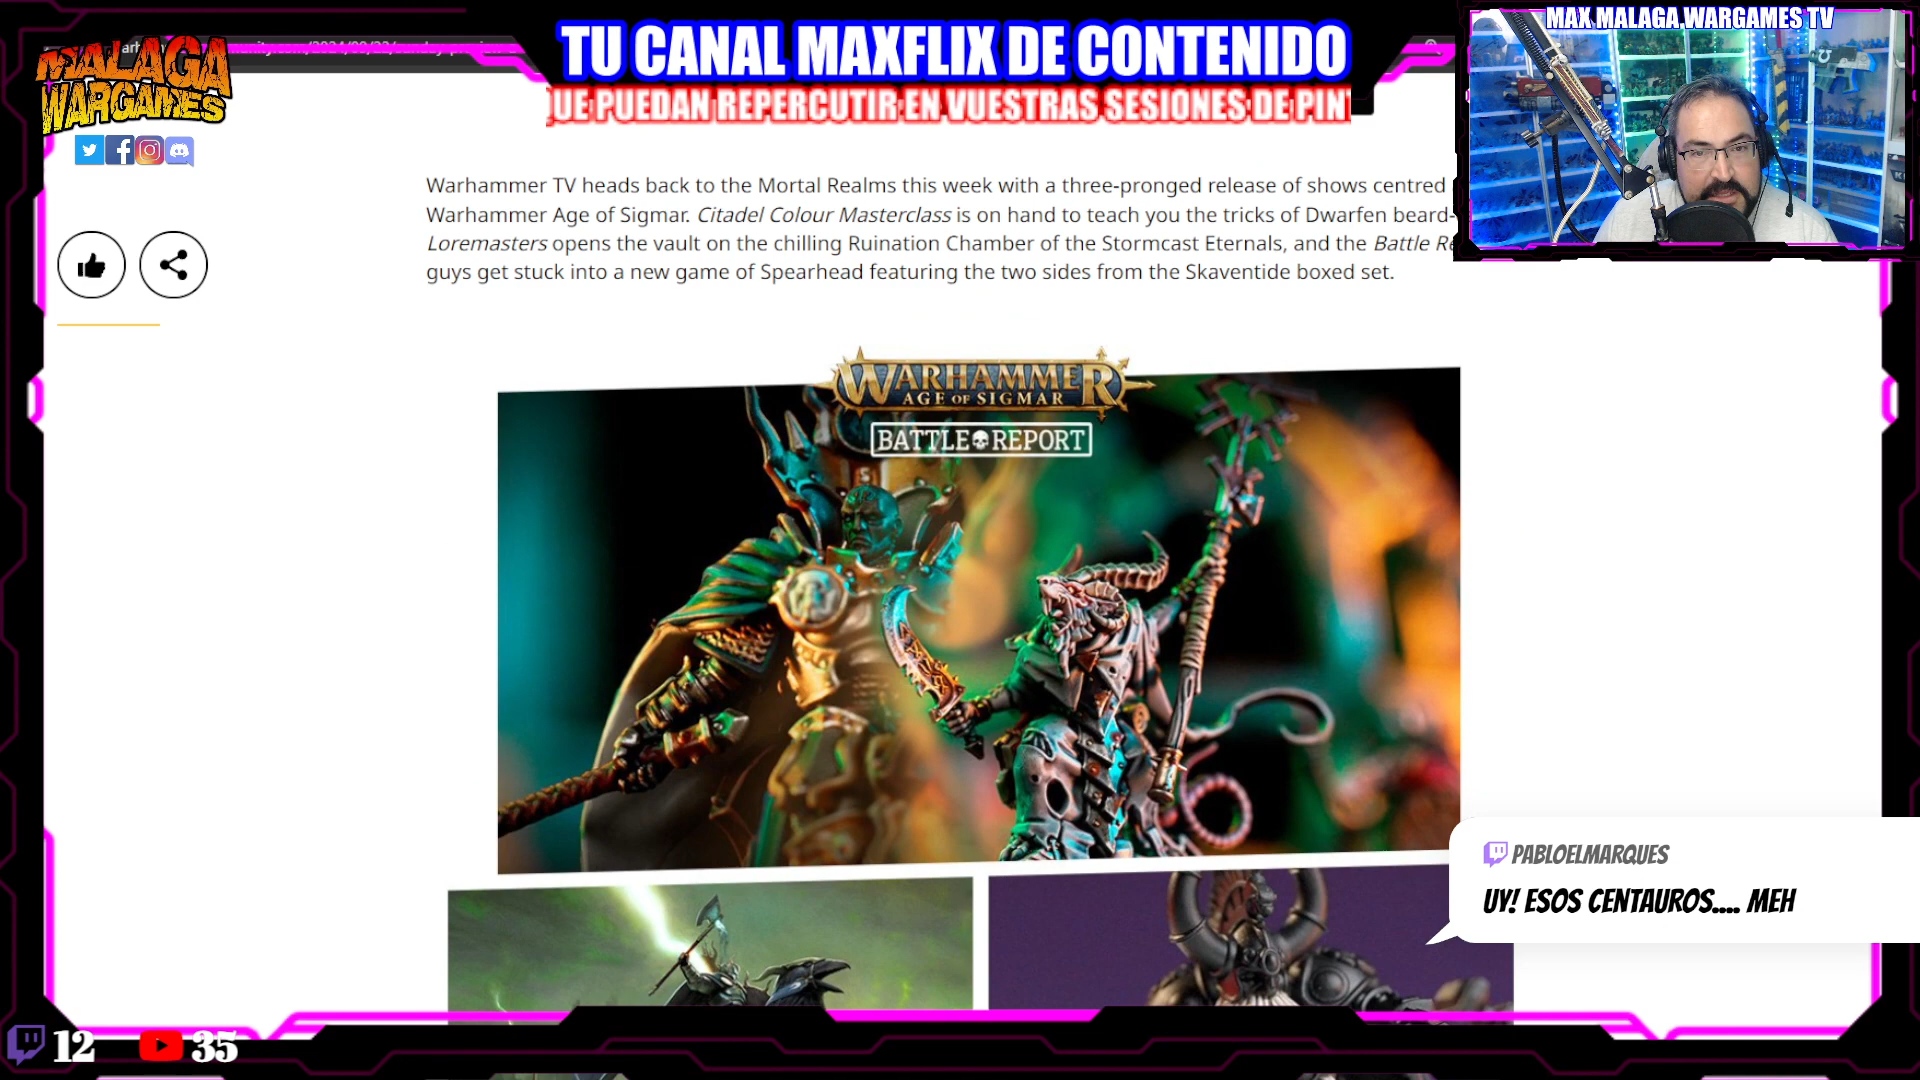 TU CANAL MAXFLIX DE CONTENIDO
UE PUEDAN REPERCUTIR EN VUESTRAS SESIONES DE PIN
MAX MALAGA WARGAMES TV
MALAGA
WARGAMES
Warhammer TV heads back to the Mortal Realms this week with a three-pronged release of shows centred
Warhammer Age of Sigmar. Citadel Colour Masterclass is on hand to teach you the tricks of Dwarfen beard-
Loremasters opens the vault on the chilling Ruination Chamber of the Stormcast Eternals, and the Battle Re
guys get stuck into a new game of Spearhead featuring the two sides from the Skaventide boxed set.
WARHAMMER
AGE OF SIGMAR
BATTLE REPORT
PABLOELMARQUES
UY! ESOS CENTAUROS.... MEH
12
35